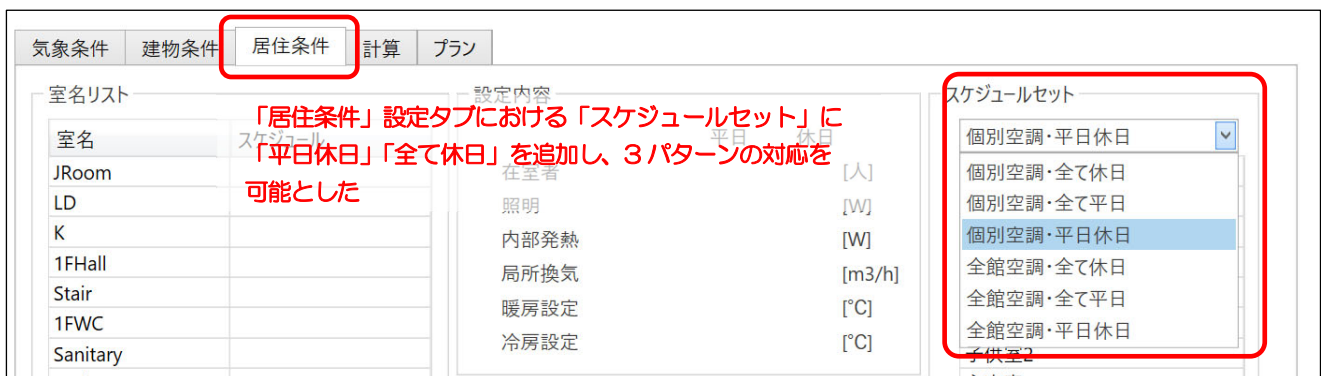 気象条件 建物条件 居住条件 計算 プラン
室名リスト
室名 スケジュール
JRoom
LD
K
1FHall
Stair
1FWC
Sanitary
「居住条件」設定タブにおける「スケジュールセット」に
「平日休日」「全て休日」を追加し、3パターンの対応を
可能とした
設定内容
平日 休日
在室者 [人]
照明 [W]
内部発熱 [W]
局所換気 [m3/h]
暖房設定 [°C]
冷房設定 [°C]
スケジュールセット
個別空調・平日休日
個別空調・全て休日
個別空調・全て平日
個別空調・平日休日
全館空調・全て休日
全館空調・全て平日
全館空調・平日休日
子供室2